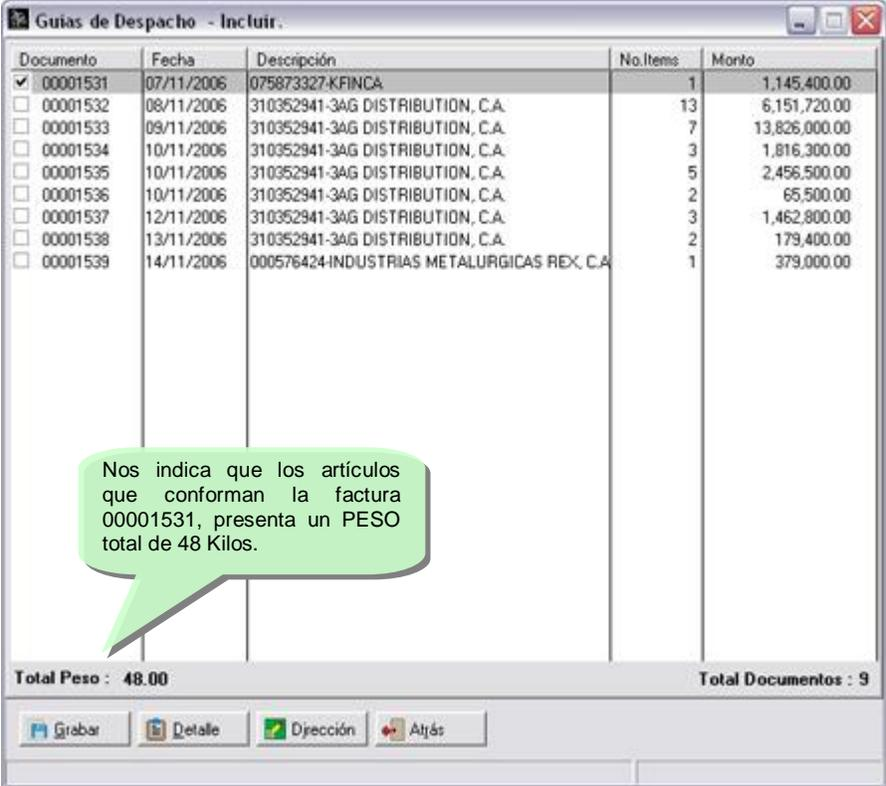 Guias de Despacho - Incluir.
Documento Fecha Descripción No.Items Monto
00001531 07/11/2006 075873327-KFINCA 1 1,145,400.00
00001532 08/11/2006 310352941-3AG DISTRIBUTION, C.A. 13 6,151,720.00
00001533 09/11/2006 310352941-3AG DISTRIBUTION, C.A. 7 13,826,000.00
00001534 10/11/2006 310352941-3AG DISTRIBUTION, C.A. 3 1,816,300.00
00001535 10/11/2006 310352941-3AG DISTRIBUTION, C.A. 5 2,456,500.00
00001536 10/11/2006 310352941-3AG DISTRIBUTION, C.A. 2 65,500.00
00001537 12/11/2006 310352941-3AG DISTRIBUTION, C.A. 3 1,462,800.00
00001538 13/11/2006 310352941-3AG DISTRIBUTION, C.A. 2 179,400.00
00001539 14/11/2006 000576424-INDUSTRIAS METALURGICAS REX, C.A 1 379,000.00
Nos indica que los artículos
que conforman la factura
00001531, presenta un PESO
total de 48 Kilos.
Total Peso : 48.00 Total Documentos : 9
Grabar Detalle Dirección Atrás